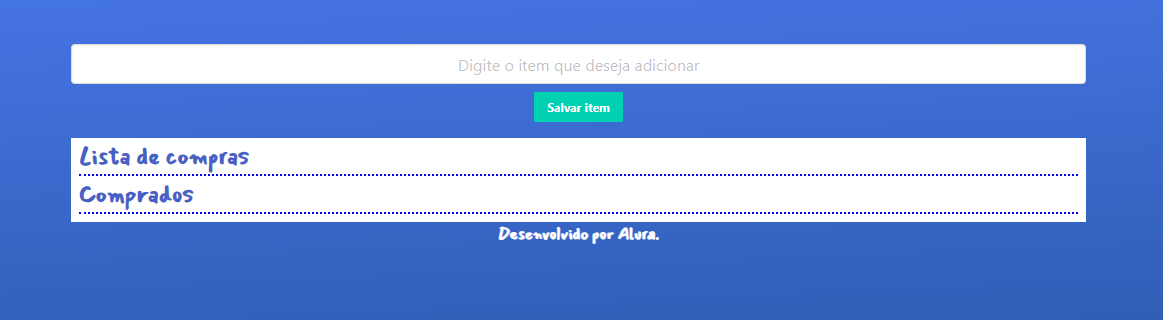 Digite o item que deseja adicionar
Salvar item
Lista de compras
Comprados
Desenvolvido por Alura.